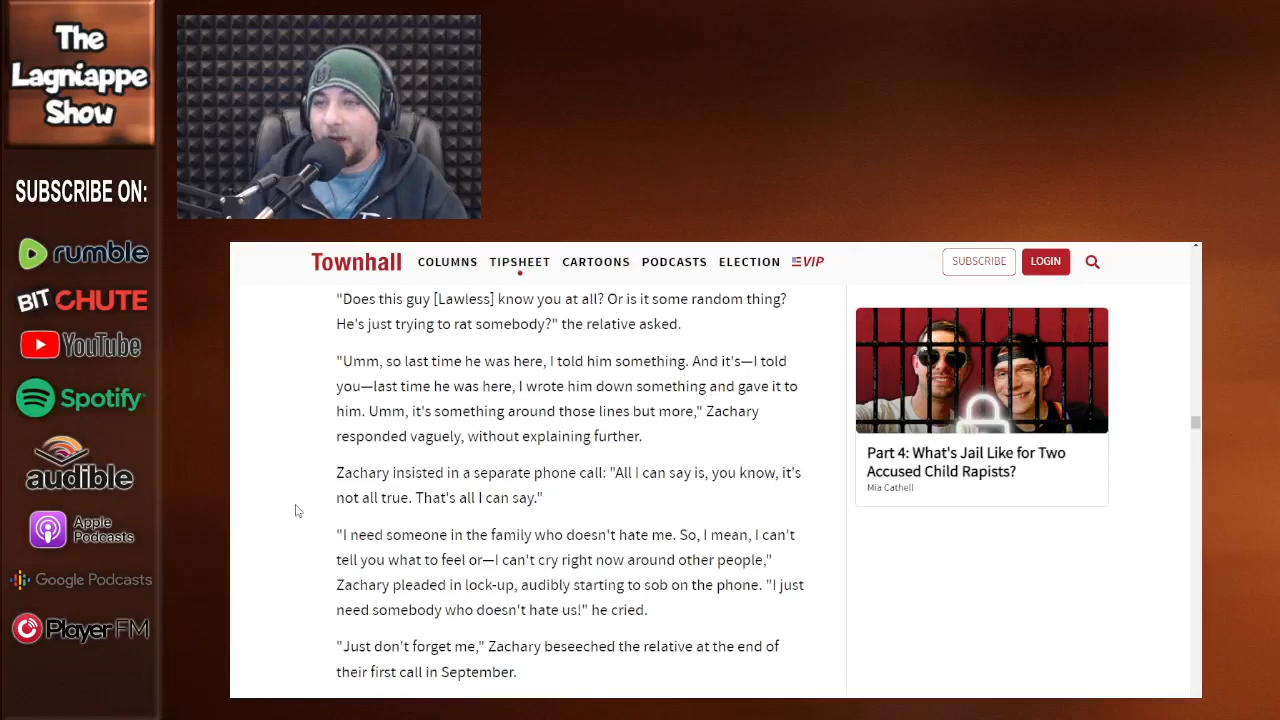 The
Lagniappe
Show
SUBSCRIBE ON:
rumble
BIT CHUTE
YouTube
Spotify
audible
Apple
Podcasts
Google Podcasts
Player FM
Townhall COLUMNS TIPSHEET CARTOONS PODCASTS ELECTION VIP SUBSCRIBE LOGIN
"Does this guy [Lawless] know you at all? Or is it some random thing?
He's just trying to rat somebody?" the relative asked.
"Umm, so last time he was here, I told him something. And it's—I told
you—last time he was here, I wrote him down something and gave it to
him. Umm, it's something around those lines but more," Zachary
responded vaguely, without explaining further.
Zachary insisted in a separate phone call: "All I can say is, you know, it's
not all true. That's all I can say."
"I need someone in the family who doesn't hate me. So, I mean, I can't
tell you what to feel or—I can't cry right now around other people,"
Zachary pleaded in lock-up, audibly starting to sob on the phone. "I just
need somebody who doesn't hate us!" he cried.
"Just don't forget me," Zachary beseeched the relative at the end of
their first call in September.
Part 4: What's Jail Like for Two
Accused Child Rapists?
Mia Cathell